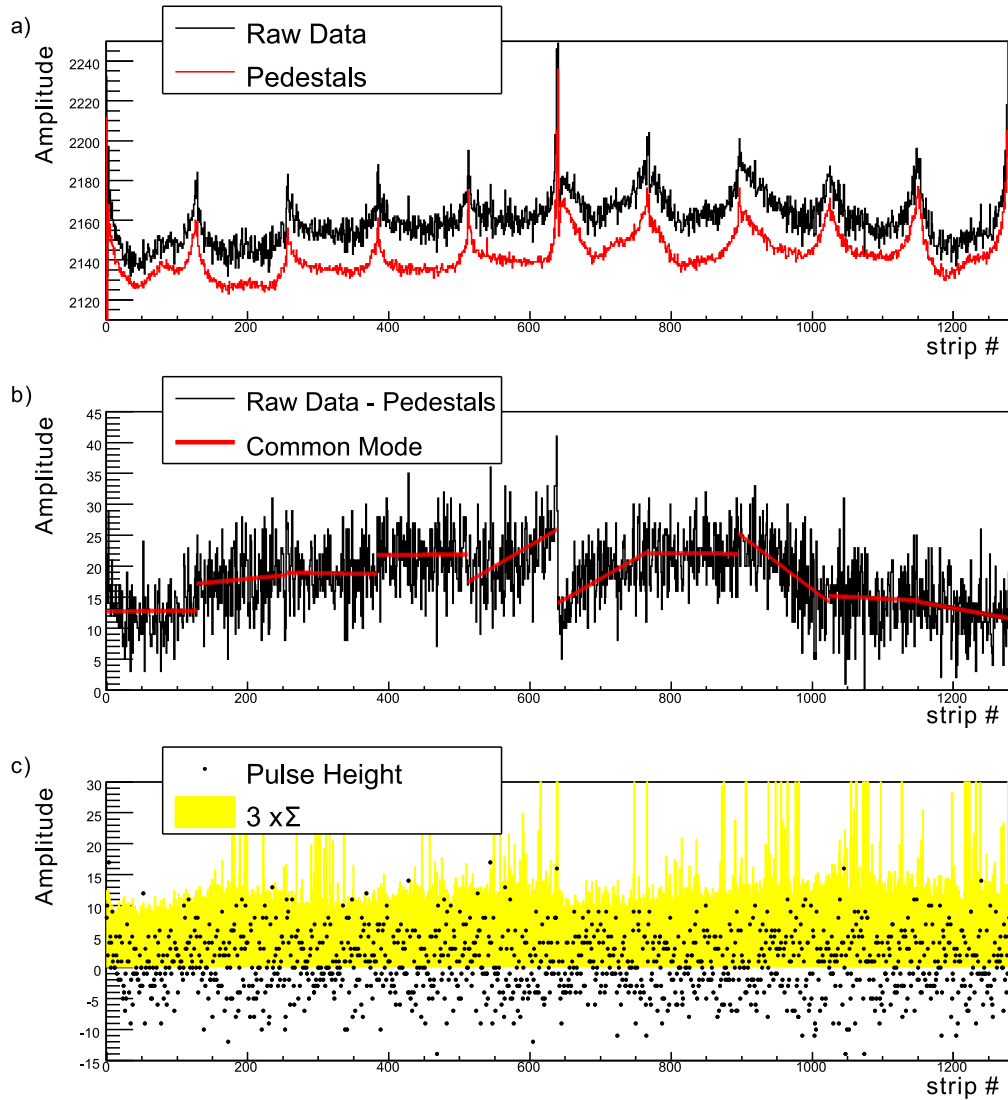 a)
Raw Data
Pedestals
Amplitude
2240
2220
2200
2180
2160
2140
2120
0 200 400 600 800 1000 1200
strip #
b)
Raw Data - Pedestals
Common Mode
Amplitude
45
40
35
30
25
20
15
10
5
0
0 200 400 600 800 1000 1200
strip #
c)
Pulse Height
3 xΣ
Amplitude
30
25
20
15
10
5
0
-5
-10
-15
0 200 400 600 800 1000 1200
strip #